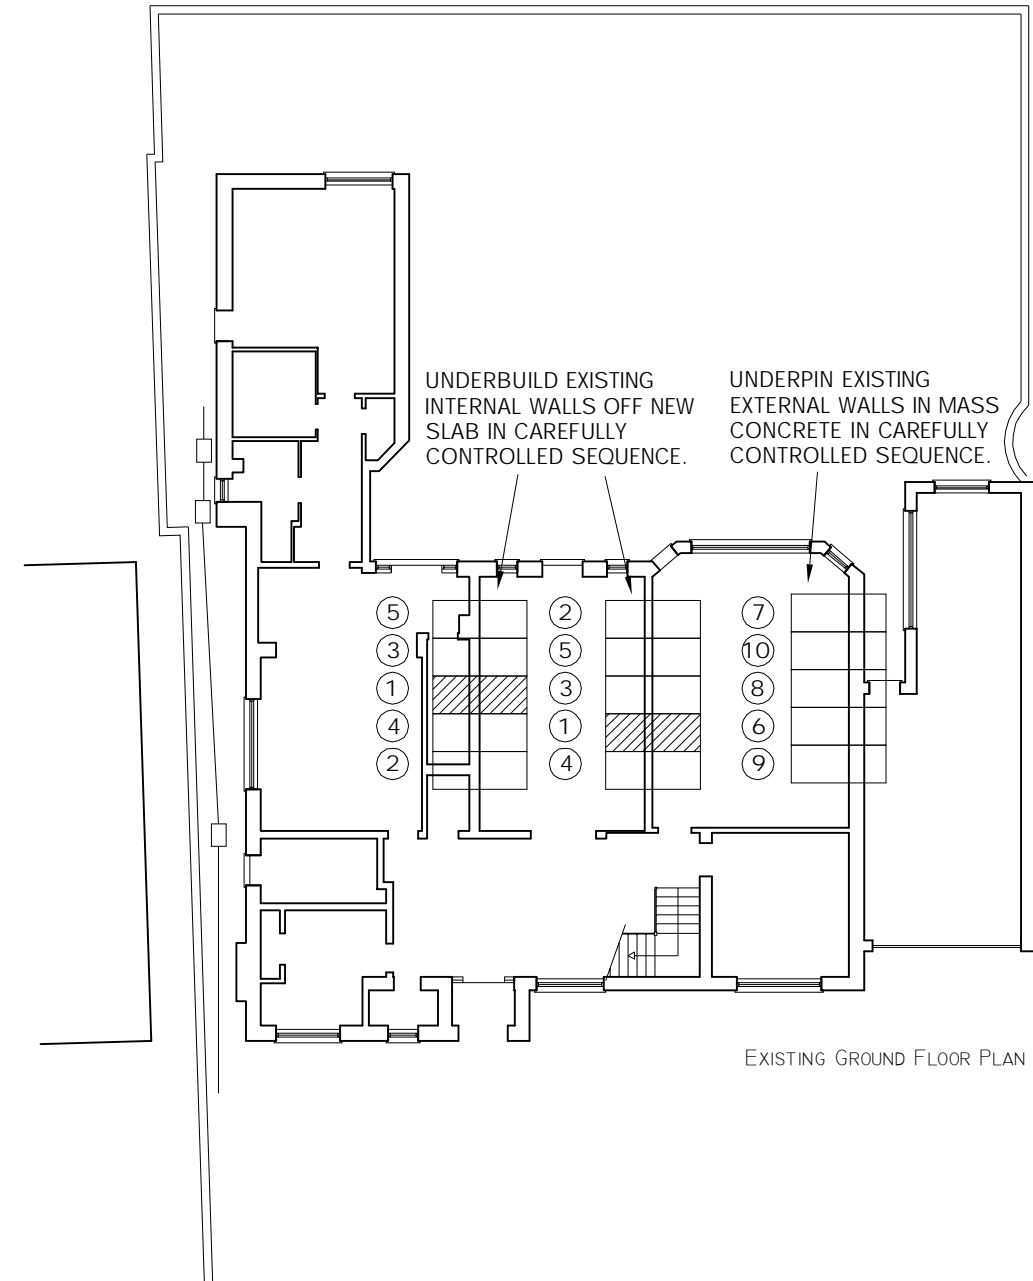 UNDERBUILD EXISTING
INTERNAL WALLS OFF NEW
SLAB IN CAREFULLY
CONTROLLED SEQUENCE.
UNDERPIN EXISTING
EXTERNAL WALLS IN MASS
CONCRETE IN CAREFULLY
CONTROLLED SEQUENCE.
5
3
1
4
2
2
5
3
1
4
7
10
8
6
9
EXISTING GROUND FLOOR PLAN